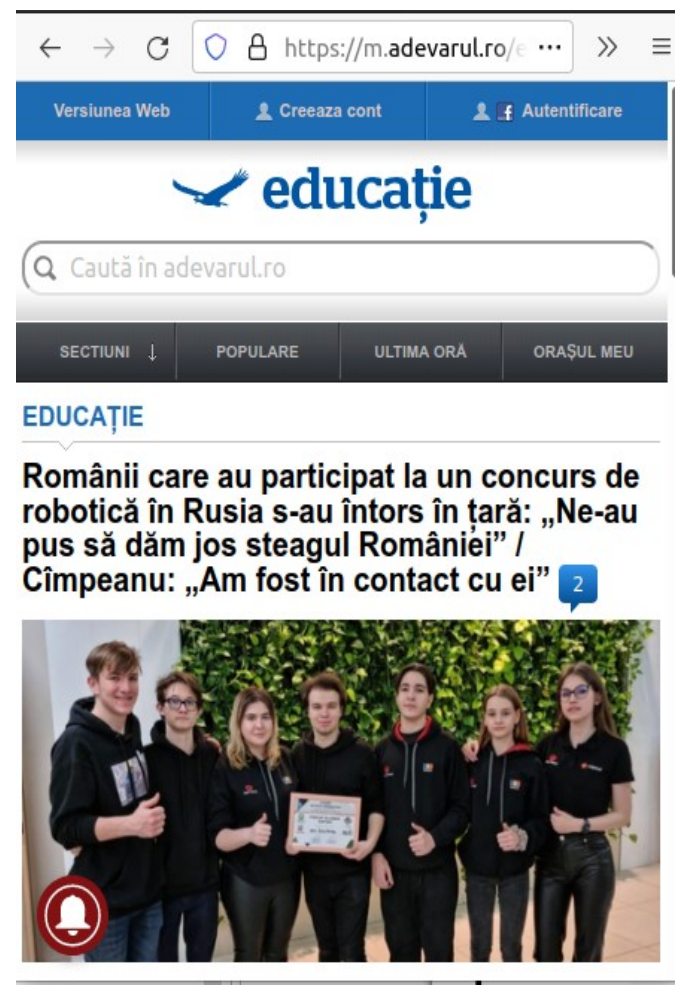 https://m.adevarul.ro/e
Versiunea Web
Creeaza cont
Autentificare
educație
Caută în adevarul.ro
SECTIUNI ↓
POPULARE
ULTIMA ORĂ
ORAȘUL MEU
EDUCAȚIE
Românii care au participat la un concurs de
robotică în Rusia s-au întors în țară: „Ne-au
pus să dăm jos steagul României” /
Cîmpeanu: „Am fost în contact cu ei” 2